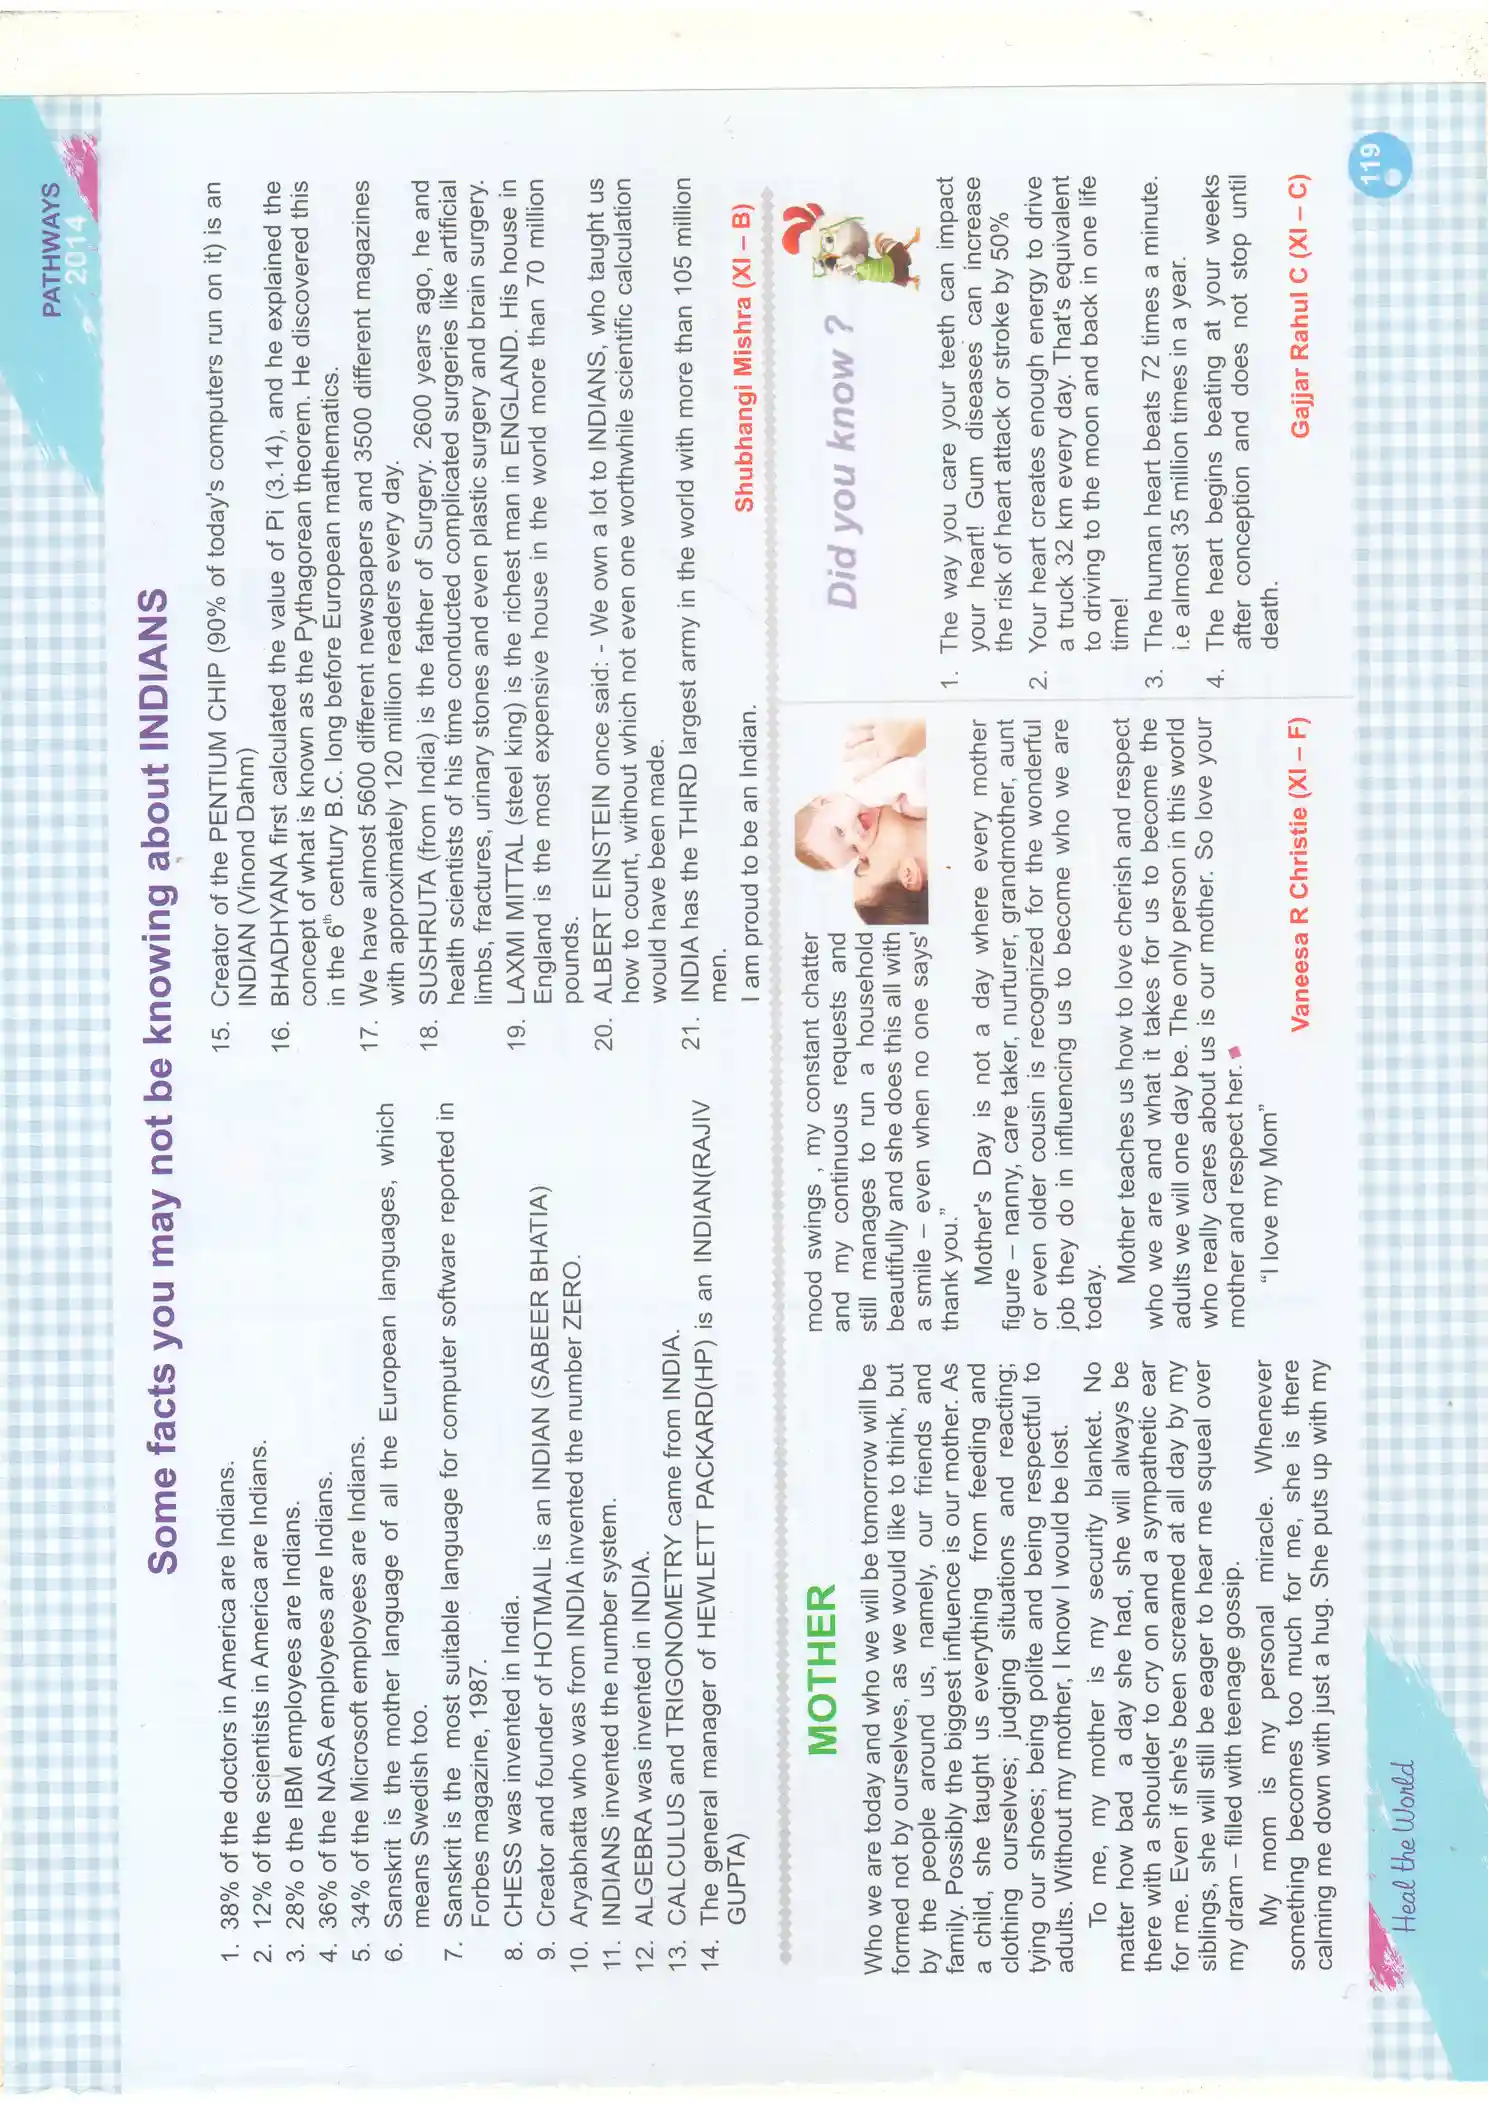 PATHWAYS
2014
Some facts you may not be knowing about INDIANS
1. 38% of the doctors in America are Indians.
2. 12% of the scientists in America are Indians.
3. 28% o the IBM employees are Indians.
4. 36% of the NASA employees are Indians.
5. 34% of the Microsoft employees are Indians.
6. Sanskrit is the mother language of all the European languages, which
means Swedish too.
7. Sanskrit is the most suitable language for computer software reported in
Forbes magazine, 1987.
8. CHESS was invented in India.
9. Creator and founder of HOTMAIL is an INDIAN (SABEER BHATIA)
10. Aryabhatta who was from INDIA invented the number ZERO.
11. INDIANS invented the number system.
12. ALGEBRA was invented in INDIA.
13. CALCULUS and TRIGONOMETRY came from INDIA.
14. The general manager of HEWLETT PACKARD(HP) is an INDIAN(RAJIV
GUPTA)
15. Creator of the PENTIUM CHIP (90% of today's computers run on it) is an
INDIAN (Vinond Dahm)
16. BHADHYANA first calculated the value of Pi (3.14), and he explained the
concept of what is known as the Pythagorean theorem. He discovered this
in the 6th century B.C. long before European mathematics.
17. We have almost 5600 different newspapers and 3500 different magazines
with approximately 120 million readers every day.
18. SUSHRUTA (from India) is the father of Surgery. 2600 years ago, he and
health scientists of his time conducted complicated surgeries like artificial
limbs, fractures, urinary stones and even plastic surgery and brain surgery.
19. LAXMI MITTAL (steel king) is the richest man in ENGLAND. His house in
England is the most expensive house in the world more than 70 million
pounds.
20. ALBERT EINSTEIN once said: - We own a lot to INDIANS, who taught us
how to count, without which not even one worthwhile scientific calculation
would have been made.
21. INDIA has the THIRD largest army in the world with more than 105 million
men.
I am proud to be an Indian.
Shubhangi Mishra (XI – B)
MOTHER
Who we are today and who we will be tomorrow will be
formed not by ourselves, as we would like to think, but
by the people around us, namely, our friends and
family. Possibly the biggest influence is our mother. As
a child, she taught us everything from feeding and
clothing ourselves; judging situations and reacting;
tying our shoes; being polite and being respectful to
adults. Without my mother, I know I would be lost.
To me, my mother is my security blanket. No
matter how bad a day she had, she will always be
there with a shoulder to cry on and a sympathetic ear
for me. Even if she's been screamed at all day by my
siblings, she will still be eager to hear me squeal over
my dram – filled with teenage gossip.
My mom is my personal miracle. Whenever
something becomes too much for me, she is there
calming me down with just a hug. She puts up with my
mood swings , my constant chatter
and my continuous requests and
still manages to run a household
beautifully and she does this all with
a smile – even when no one says'
thank you."
Mother's Day is not a day where every mother
figure – nanny, care taker, nurturer, grandmother, aunt
or even older cousin is recognized for the wonderful
job they do in influencing us to become who we are
today.
Mother teaches us how to love cherish and respect
who we are and what it takes for us to become the
adults we will one day be. The only person in this world
who really cares about us is our mother. So love your
mother and respect her.
“I love my Mom”
Vaneesa R Christie (XI – F)
Did you know ?
1. The way you care your teeth can impact
your heart! Gum diseases can increase
the risk of heart attack or stroke by 50%
2. Your heart creates enough energy to drive
a truck 32 km every day. That's equivalent
to driving to the moon and back in one life
time!
3. The human heart beats 72 times a minute.
i.e almost 35 million times in a year.
4. The heart begins beating at your weeks
after conception and does not stop until
death.
Gajjar Rahul C (XI – C)
Heal the World
119